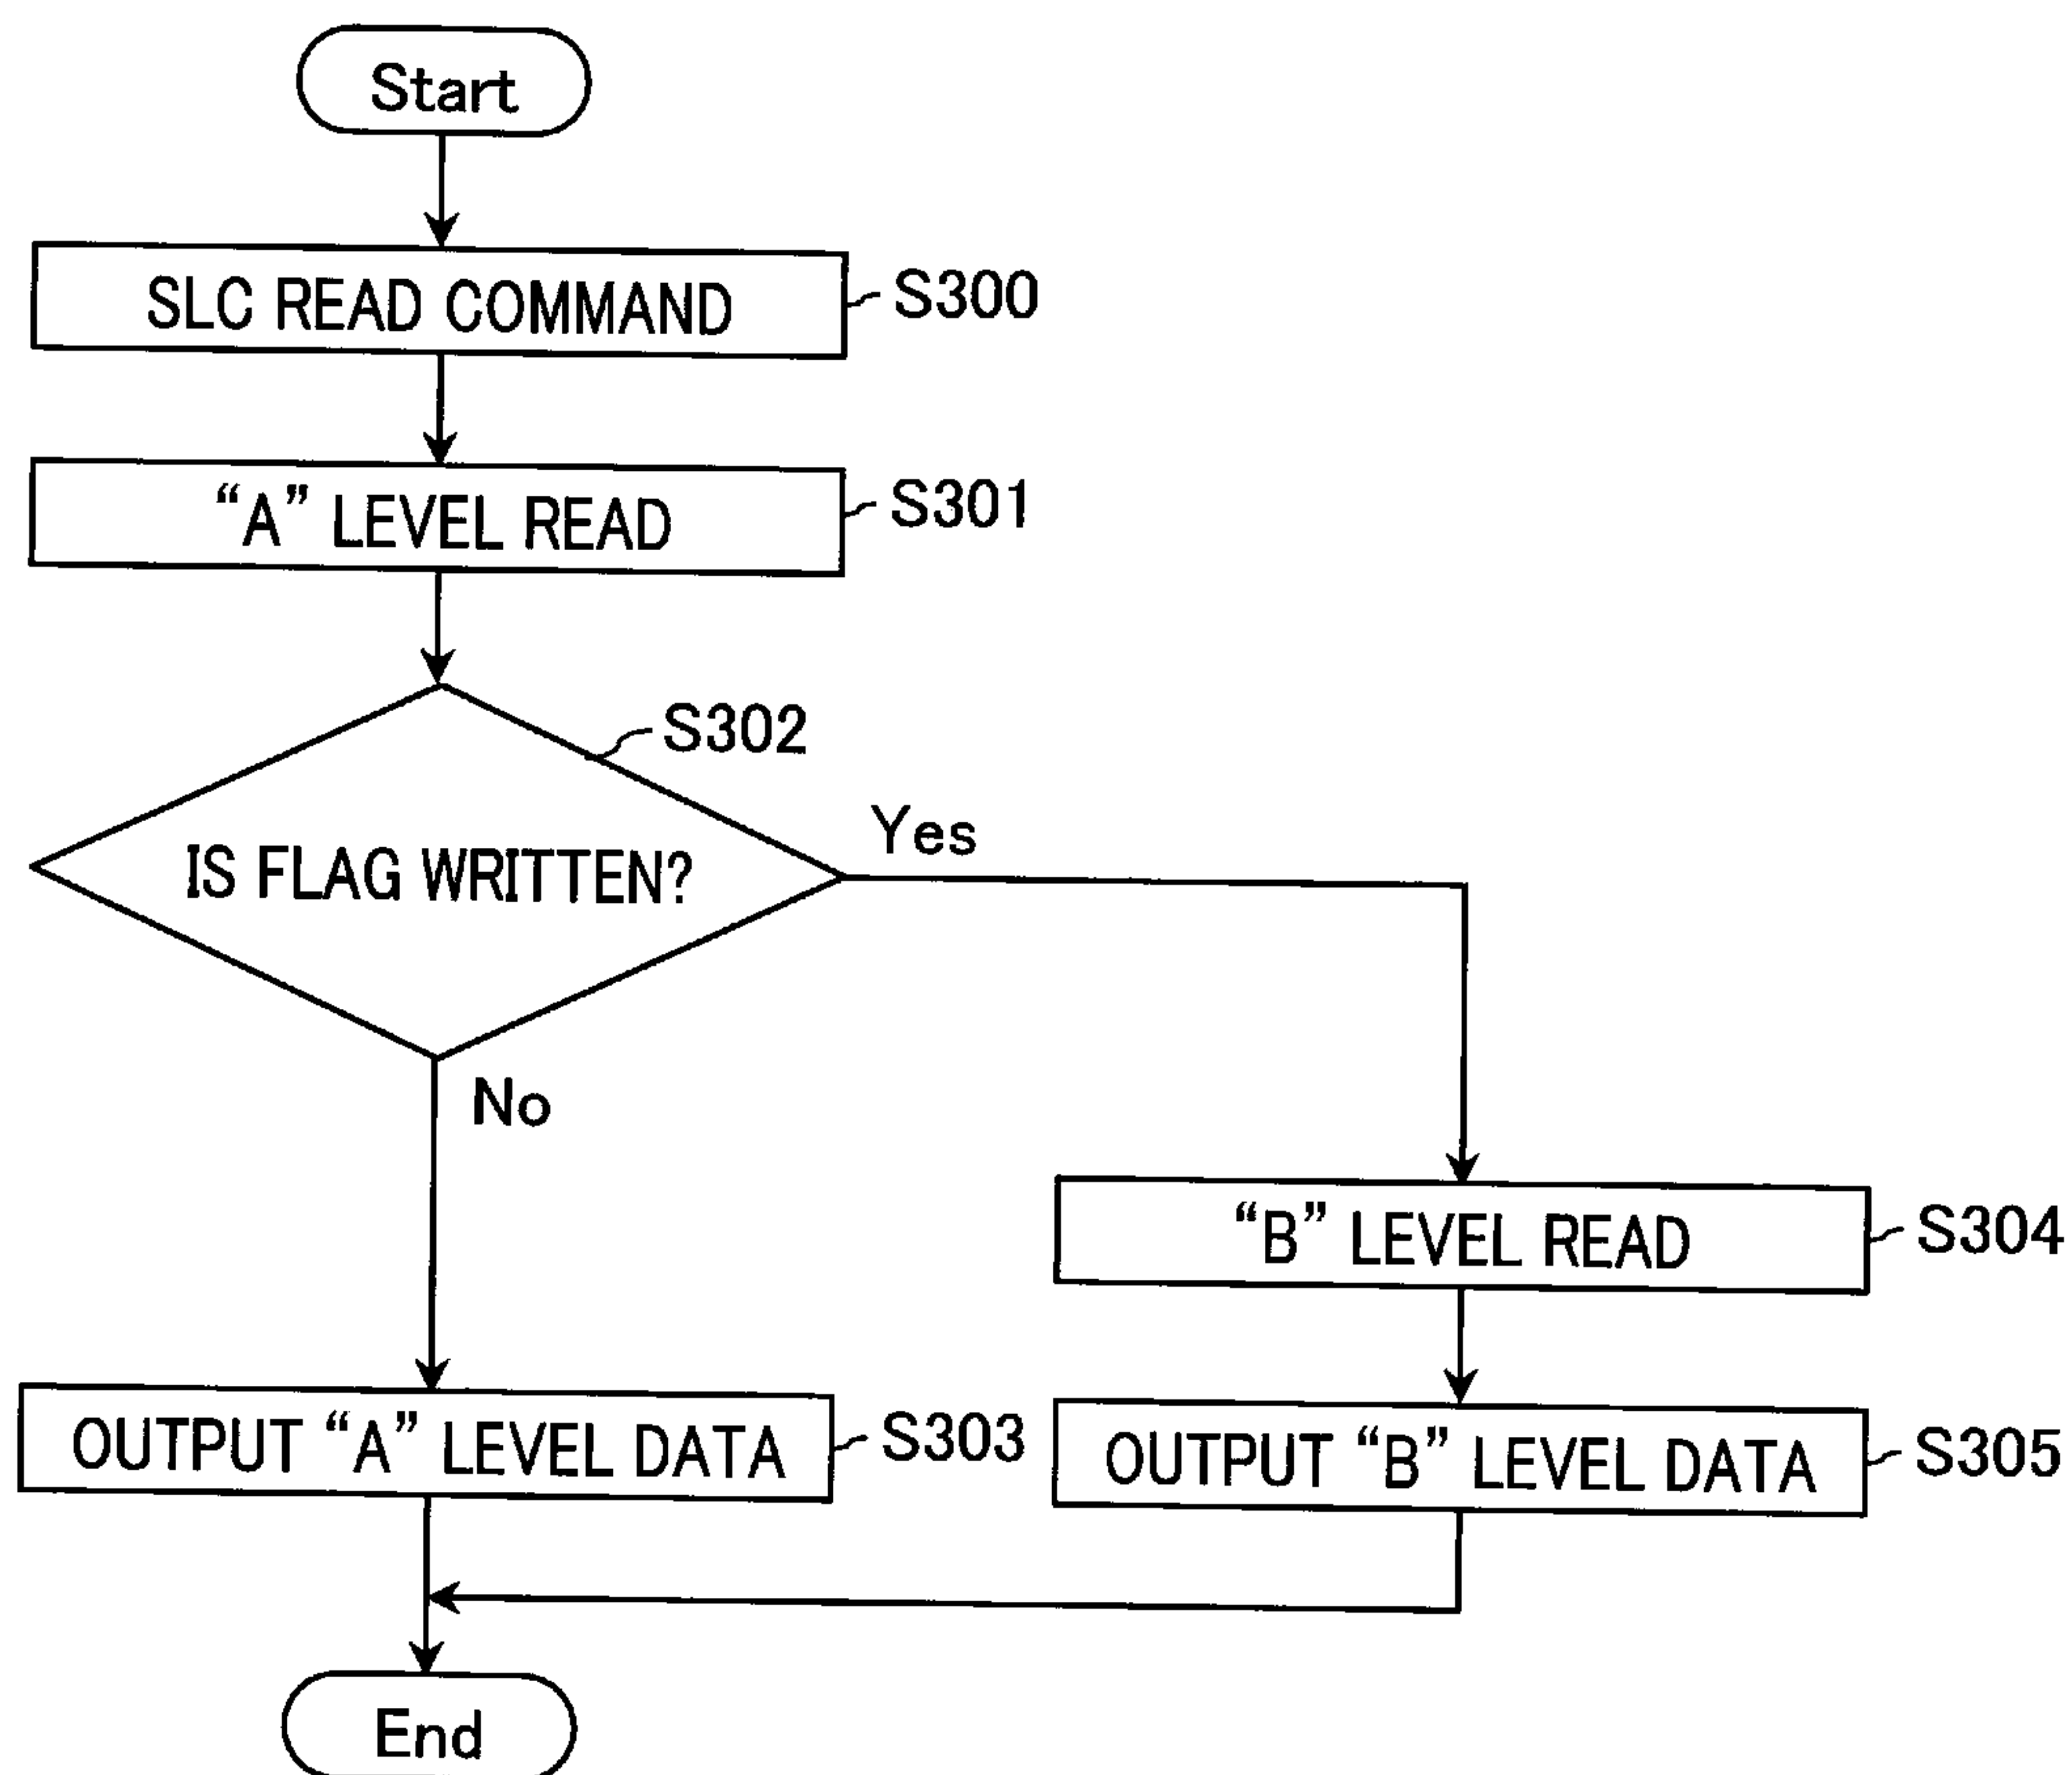 Start
SLC READ COMMAND
S300
“A” LEVEL READ
S301
S302
IS FLAG WRITTEN?
Yes
No
“B” LEVEL READ
S304
OUTPUT “A” LEVEL DATA
S303
OUTPUT “B” LEVEL DATA
S305
End